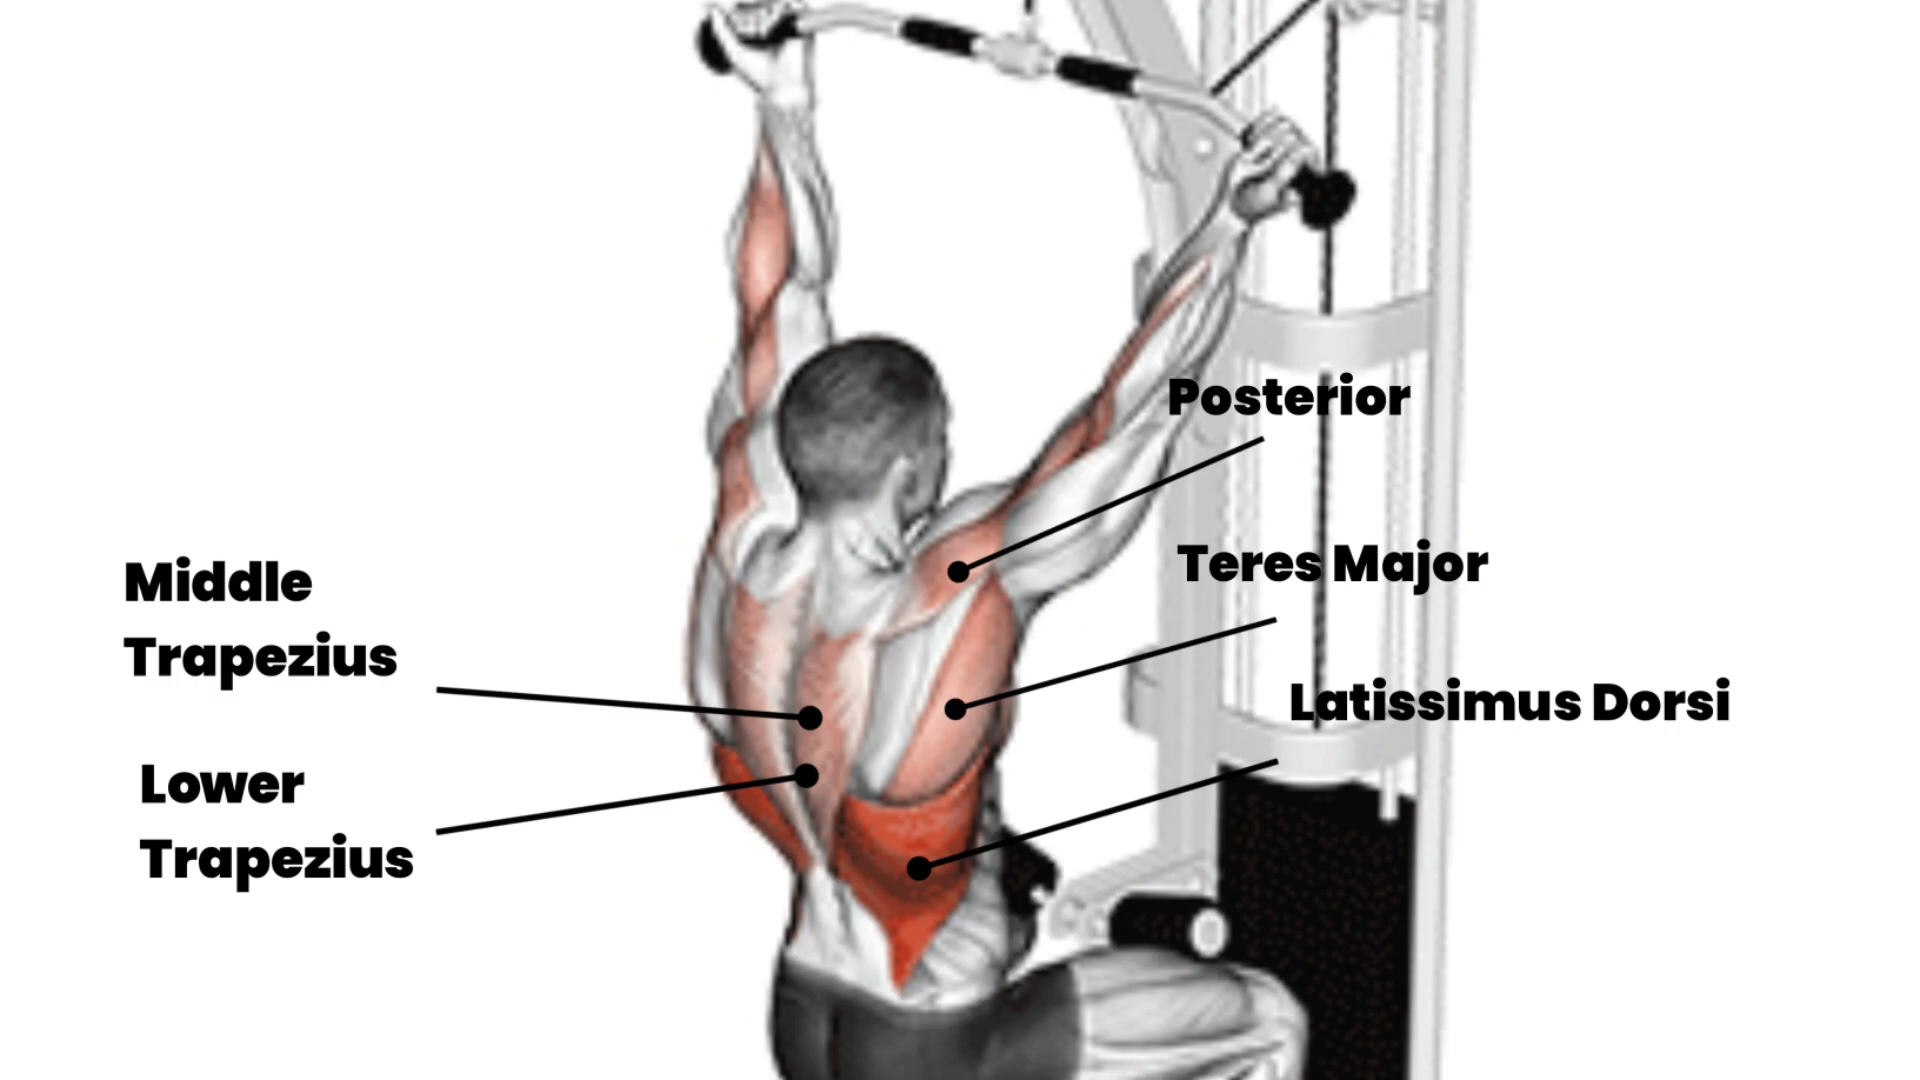 Posterior
Middle
Trapezius
Teres Major
Latissimus Dorsi
Lower
Trapezius